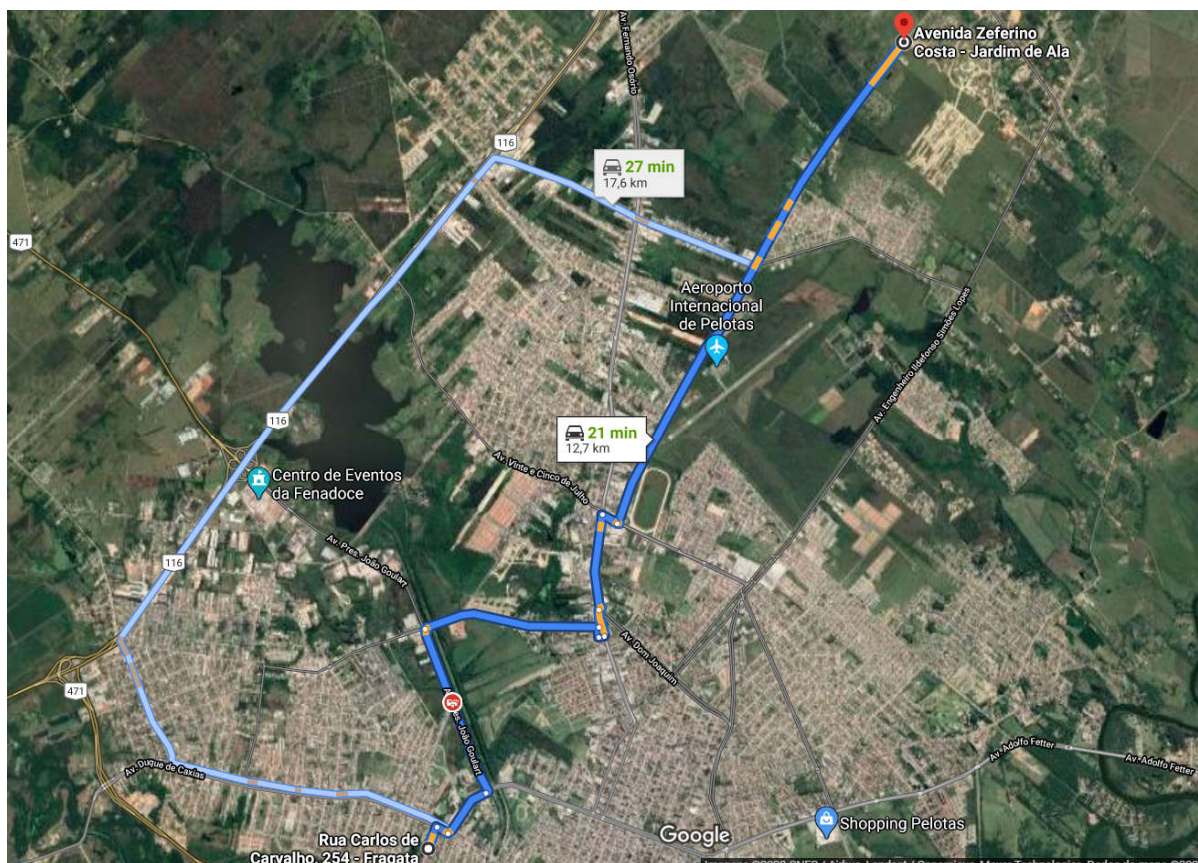 Av. Fernando Osório
Avenida Zeferino
Costa - Jardim de Ala
116
27 min
17,6 km
471
Aeroporto
Internacional
de Pelotas
Av. Engenheiro Ildefonso Simões Lopes
116
21 min
12,7 km
Av. Vinte e Cinco de Julho
Centro de Eventos
da Fenadoce
Av. Pres. João Goulart
116
Av. Dom Joaquim
471
João Goulart
Av. Duque de Caxias
Av. Adolfo Fetter
Av. Adolfo Fetter
Rua Carlos de
Carvalho, 254 - Fragata
Google
Shopping Pelotas